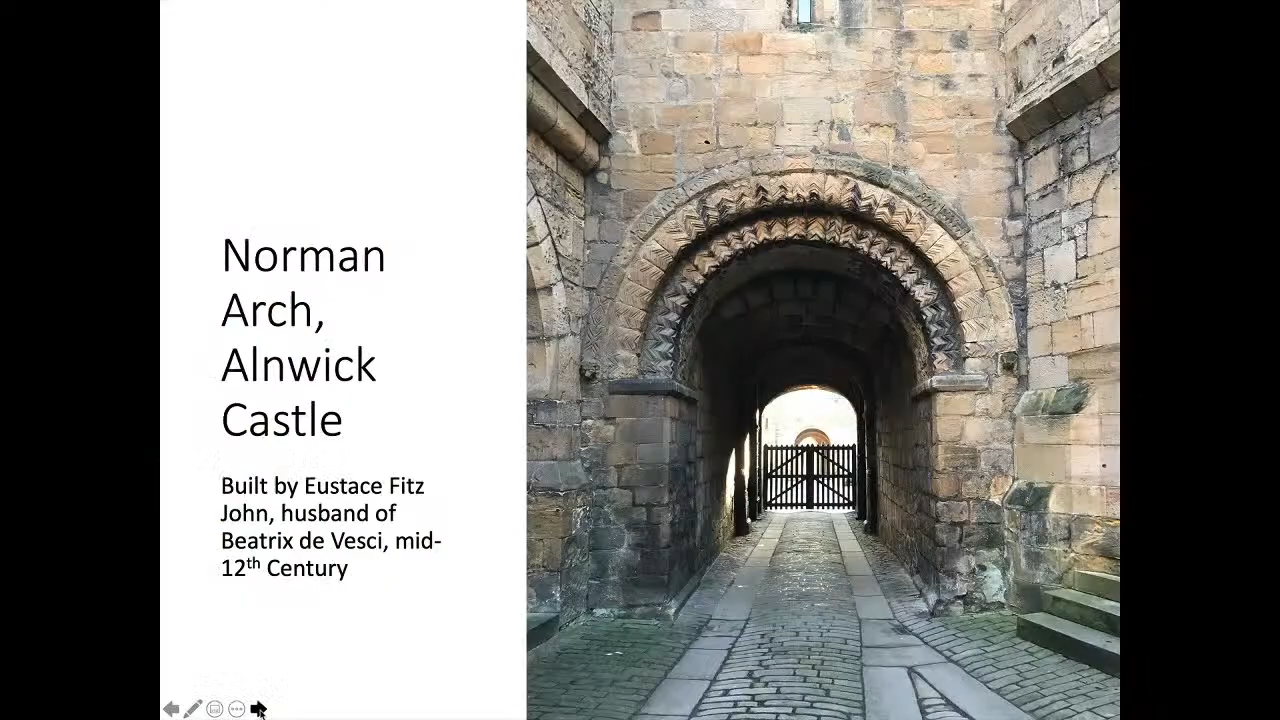 Norman
Arch,
Alnwick
Castle
Built by Eustace Fitz
John, husband of
Beatrix de Vesci, mid-
12th Century